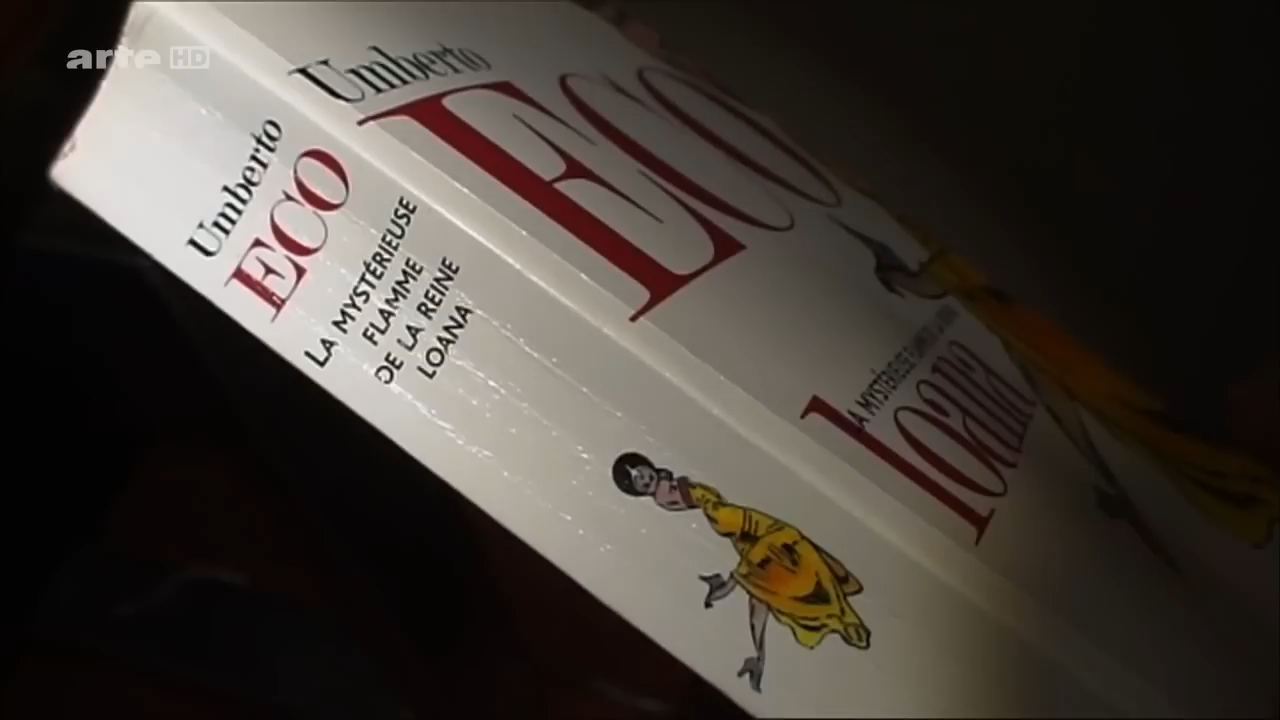 arte HD
Umberto
ECO
LA MYSTÉRIEUSE
FLAMME
DE LA REINE
LOANA
Umberto
ECO
LA MYSTÉRIEUSE FLAMME DE LA REINE
loana